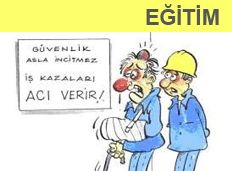 EĞİTİM
GÜVENLİK
ASLA İNCİTMEZ
İŞ KAZALARI
ACI VERİR!